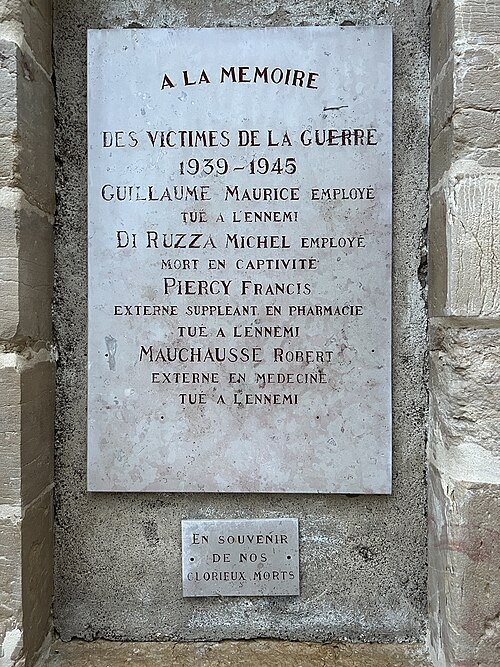 A LA MEMOIRE
DES VICTIMES DE LA GUERRE
1939-1945
GUILLAUME MAURICE EMPLOYÉ
TUE A L'ENNEMI
DI RUZZA MICHEL EMPLOYÉ
MORT EN CAPTIVITÉ
PIERCY FRANCIS
EXTERNE SUPPLEANT EN PHARMACIE
TUE A L'ENNEMI
MAUCHAUSSE ROBERT
EXTERNE EN MEDECINE
TUÉ A L'ENNEMI
EN SOUVENIR
DE NOS
GLORIEUX MORTS